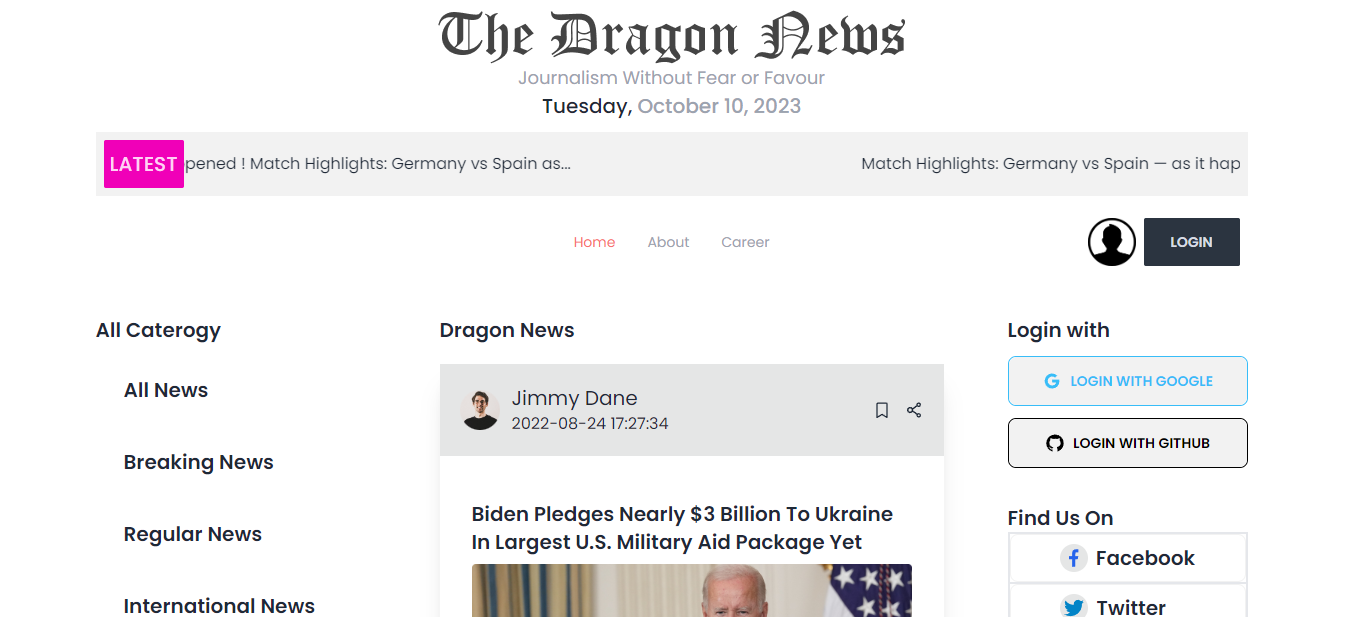 The Dragon News
Journalism Without Fear or Favour
Tuesday, October 10, 2023
LATEST pened ! Match Highlights: Germany vs Spain as... Match Highlights: Germany vs Spain — as it hap
Home About Career LOGIN
All Caterogy
All News
Breaking News
Regular News
International News
Dragon News
Jimmy Dane
2022-08-24 17:27:34
Biden Pledges Nearly $3 Billion To Ukraine
In Largest U.S. Military Aid Package Yet
Login with
LOGIN WITH GOOGLE
LOGIN WITH GITHUB
Find Us On
Facebook
Twitter